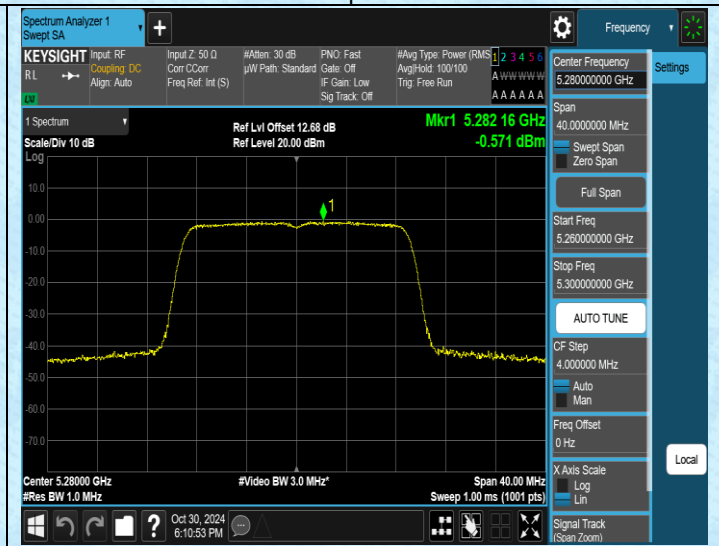 Spectrum Analyzer 1
Swept SA
Frequency
KEYSIGHT
RL
Input: RF
Coupling: DC
Align: Auto
Input Z: 50 Ω
Corr CCorr
Freq Ref: Int (S)
#Atten: 30 dB
µW Path: Standard
PNO: Fast
Gate: Off
IF Gain: Low
Sig Track: Off
#Avg Type: Power (RMS
Avg|Hold: 100/100
Trig: Free Run
1 2 3 4 5 6
A W W W W W
A A A A A A
1 Spectrum
Scale/Div 10 dB
Log
Ref Lvl Offset 12.68 dB
Ref Level 20.00 dBm
Mkr1 5.282 16 GHz
-0.571 dBm
10.0
0.00
-10.0
-20.0
-30.0
-40.0
-50.0
-60.0
-70.0
1
Center 5.28000 GHz
#Res BW 1.0 MHz
#Video BW 3.0 MHz*
Span 40.00 MHz
Sweep 1.00 ms (1001 pts)
Center Frequency
5.280000000 GHz
Settings
Span
40.0000000 MHz
Swept Span
Zero Span
Full Span
Start Freq
5.260000000 GHz
Stop Freq
5.300000000 GHz
AUTO TUNE
CF Step
4.000000 MHz
Auto
Man
Freq Offset
0 Hz
X Axis Scale
Log
Lin
Local
Signal Track
(Span Zoom)
?
Oct 30, 2024
6:10:53 PM